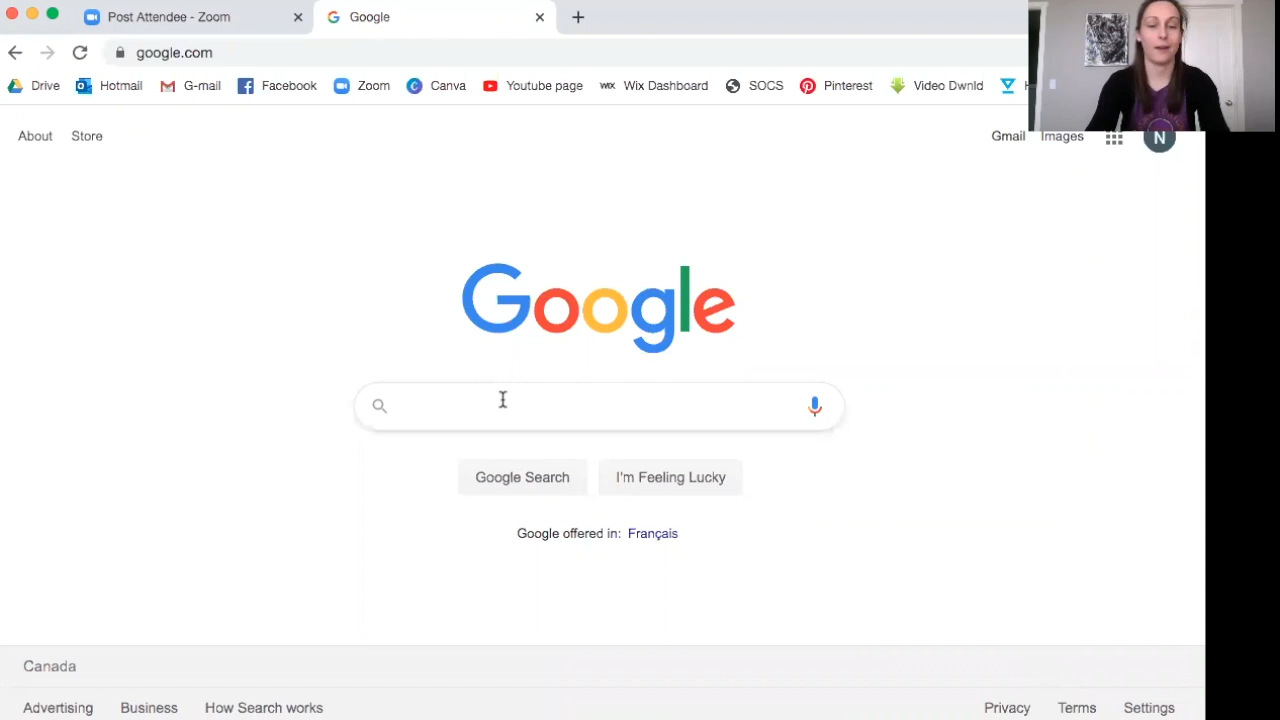 Post Attendee - Zoom
Google
google.com
Drive Hotmail G-mail Facebook Zoom Canva Youtube page Wix Dashboard SOCS Pinterest Video Dwnld
About Store Gmail Images N
Google
Google Search I'm Feeling Lucky
Google offered in: Français
Canada
Advertising Business How Search works Privacy Terms Settings